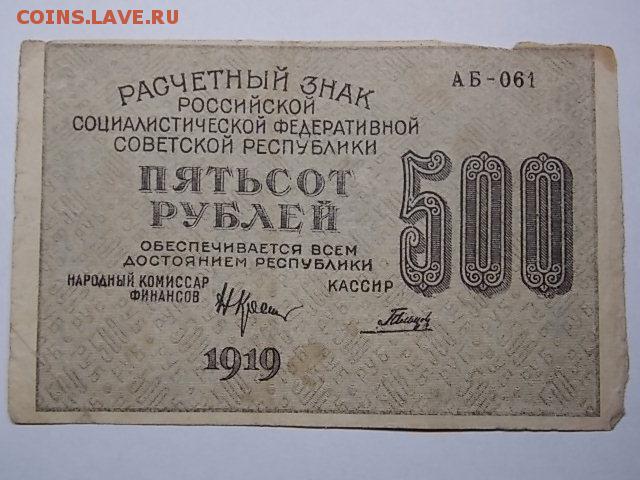 COINS.LAVE.RU
РАСЧЕТНЫЙ ЗНАК
АБ-061
РОССИЙСКОЙ
СОЦИАЛИСТИЧЕСКОЙ ФЕДЕРАТИВНОЙ
СОВЕТСКОЙ РЕСПУБЛИКИ
ПЯТЬСОТ
РУБЛЕЙ
500
ОБЕСПЕЧИВАЕТСЯ ВСЕМ
ДОСТОЯНИЕМ РЕСПУБЛИКИ
НАРОДНЫЙ КОМИССАР
ФИНАНСОВ
КАССИР
1919